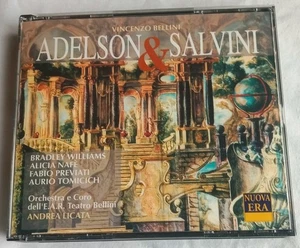 VINCENZO BELLINI
ADELSON & SALVINI
BRADLEY WILLIAMS
ALICIA NAFE
FABIO PREVIATI
AURIO TOMICICH
Orchestra e Coro
dell'E.A.R. Teatro Bellini
ANDREA LICATA
NUOVA
ERA